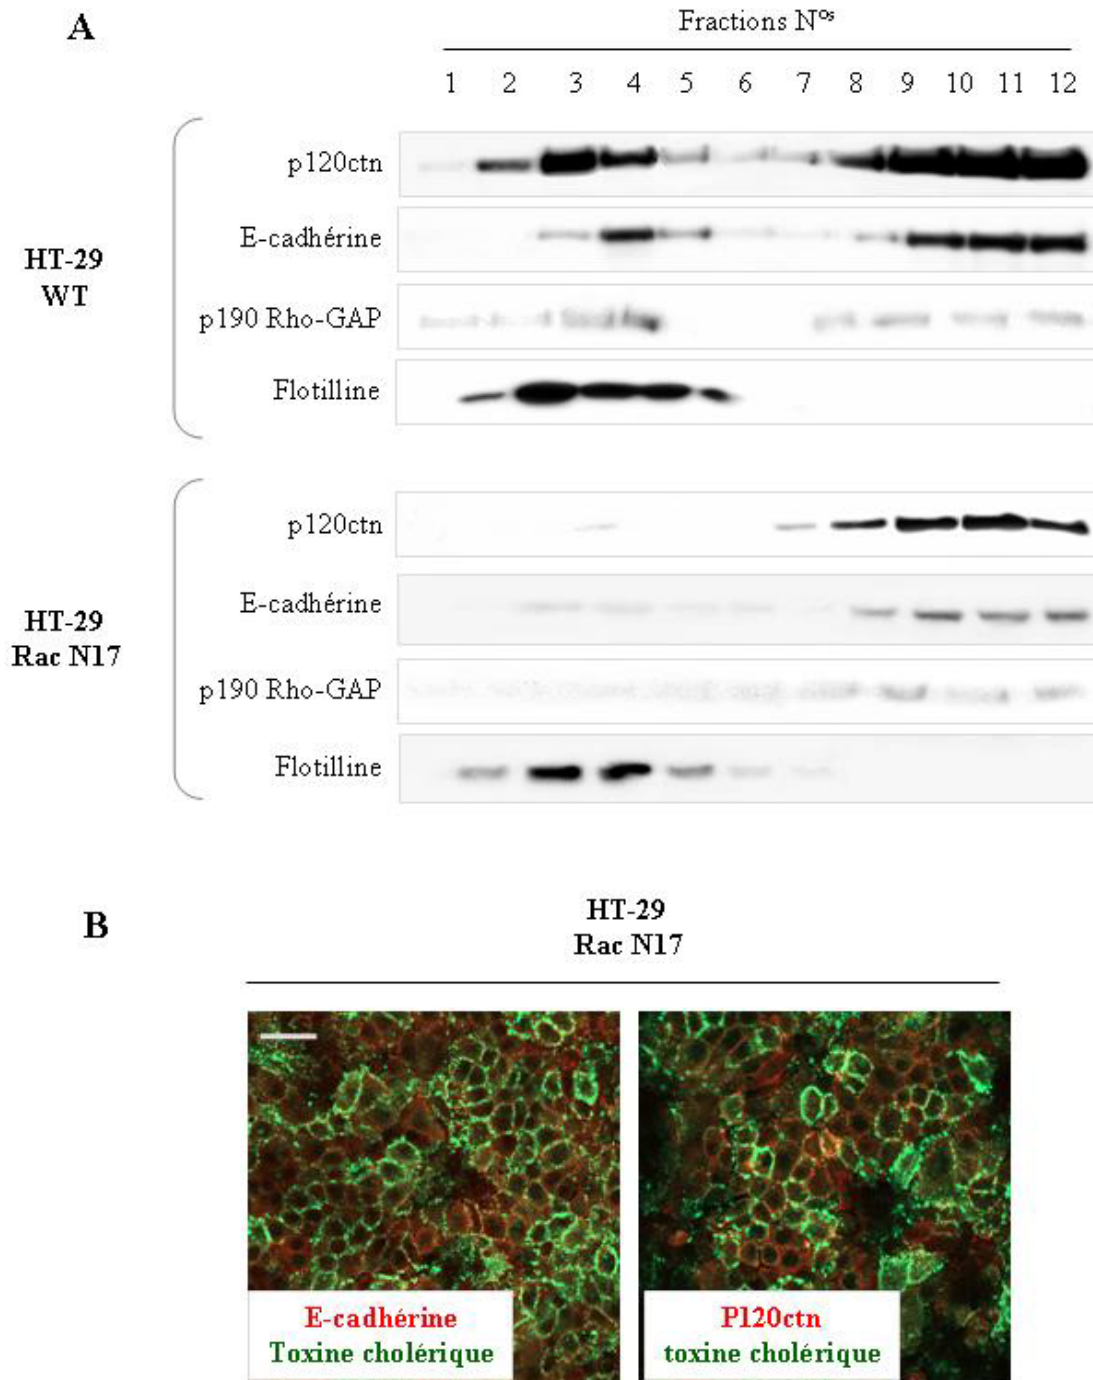 A
Fractions Nᵒˢ
1 2 3 4 5 6 7 8 9 10 11 12
HT-29
WT
p120ctn
E-cadhérine
p190 Rho-GAP
Flotilline
HT-29
Rac N17
p120ctn
E-cadhérine
p190 Rho-GAP
Flotilline
B
HT-29
Rac N17
E-cadhérine
Toxine cholérique
P120ctn
toxine cholérique